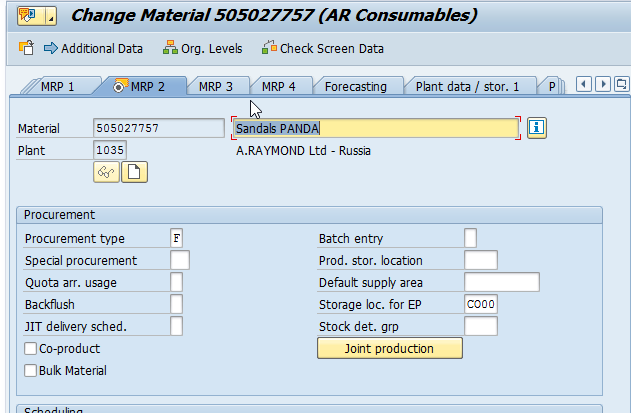 Change Material 505027757 (AR Consumables)
Additional Data Org. Levels Check Screen Data
MRP 1 MRP 2 MRP 3 MRP 4 Forecasting Plant data / stor. 1 P
Material 505027757 Sandals PANDA
Plant 1035 A.RAYMOND Ltd - Russia
Procurement
Procurement type F Batch entry
Special procurement Prod. stor. location
Quota arr. usage Default supply area
Backflush Storage loc. for EP CO00
JIT delivery sched. Stock det. grp
Co-product Joint production
Bulk Material
Scheduling